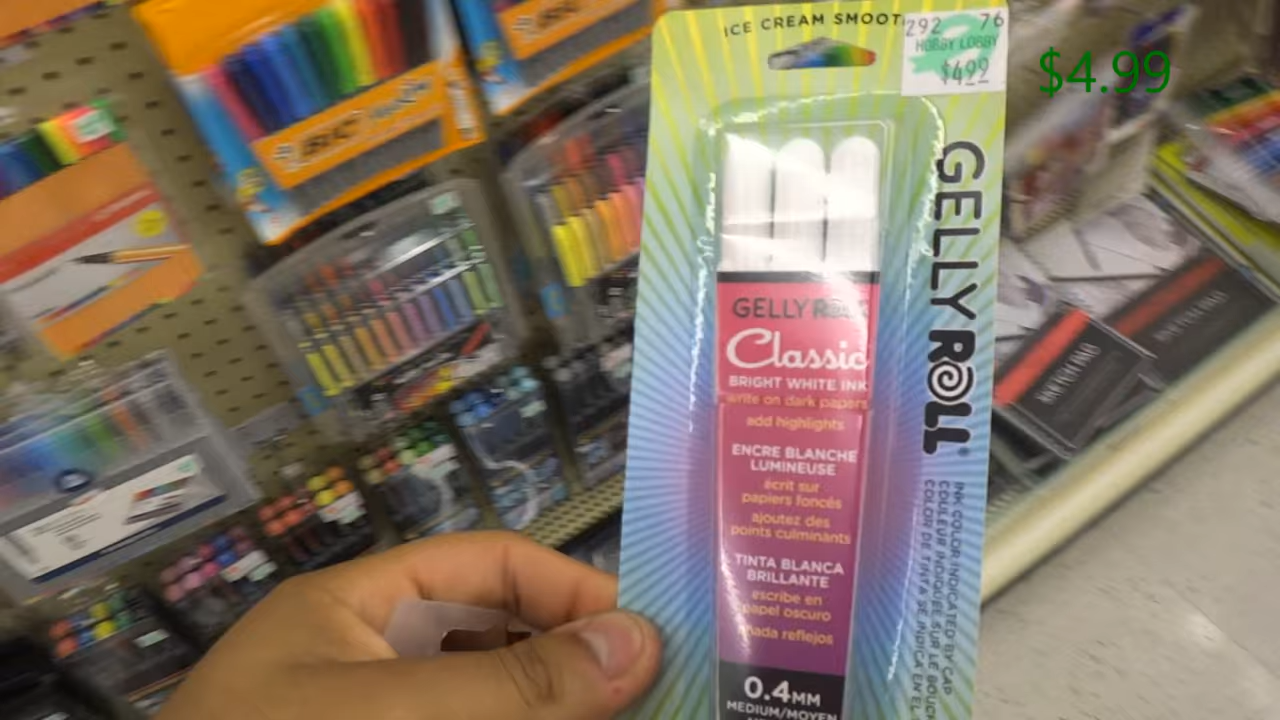 ICE CREAM SMOOT
292 76
HOBBY LOBBY
$4.99
$4.99
GELLY ROLL
GELLY ROLL
Classic
BRIGHT WHITE INK
write on dark papers
add highlights
ENCRE BLANCHE
LUMINEUSE
écrit sur
papiers foncés
ajoutez des
points culminants
TINTA BLANCA
BRILLANTE
escribe en
papel oscuro
añada reflejos
0.4MM
MEDIUM/MOYEN
INK COLOR INDICATED BY CAP
COULEUR INDIQUÉE SUR LE BOUCH
COLOR DE TINTA SE INDICA EN EL
BIC
BIC